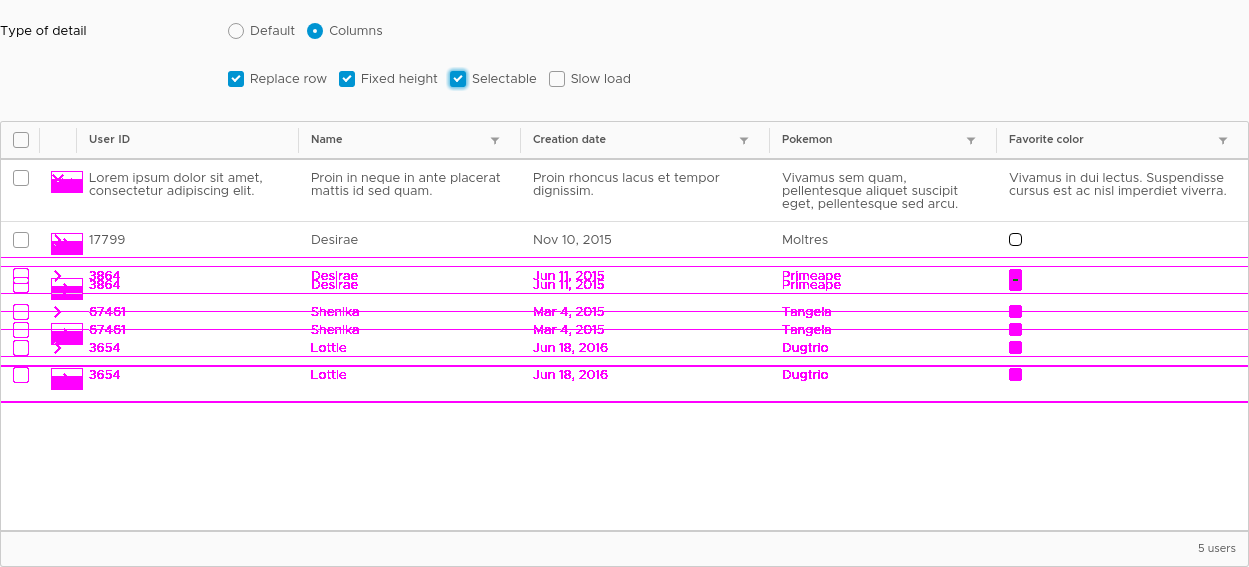 Type of detail
Default
Columns
Replace row
Fixed height
Selectable
Slow load
User ID
Name
Creation date
Pokemon
Favorite color
Lorem ipsum dolor sit amet,
consectetur adipiscing elit.
Proin in neque in ante placerat
mattis id sed quam.
Proin rhoncus lacus et tempor
dignissim.
Vivamus sem quam,
pellentesque aliquet suscipit
eget, pellentesque sed arcu.
Vivamus in dui lectus. Suspendisse
cursus est ac nisl imperdiet viverra.
17799 Desirae Nov 10, 2015 Moltres
3864 Desirae Jun 11, 2015 Primeape
3864 Desirae Jun 11, 2015 Primeape
67461 Shenika Mar 4, 2015 Tangela
67461 Shenika Mar 4, 2015 Tangela
3654 Lottie Jun 18, 2016 Dugtrio
3654 Lottie Jun 18, 2016 Dugtrio
5 users